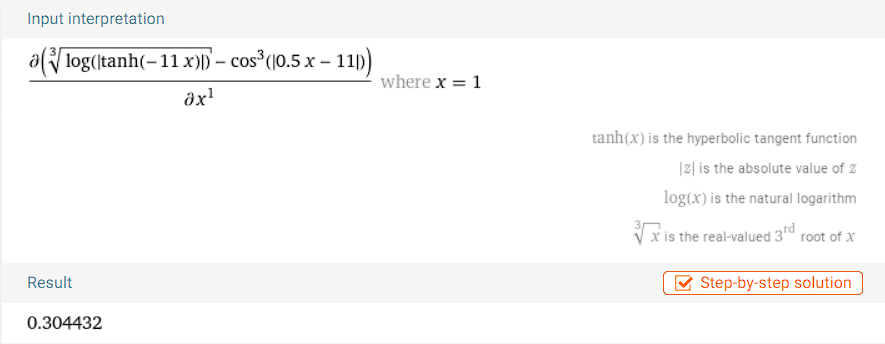 Input interpretation
∂(∛log(|tanh(−11 x)|) − cos³(|0.5 x − 11|))
∂x¹
where x = 1
tanh(x) is the hyperbolic tangent function
|z| is the absolute value of z
log(x) is the natural logarithm
∛x is the real-valued 3rd root of x
Result
Step-by-step solution
0.304432